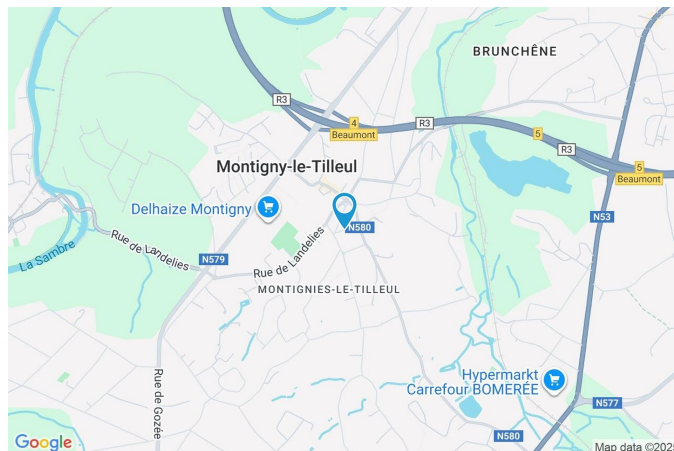 BRUNCHÊNE
R3
4
Beaumont
R3
5
R3
5
Beaumont
Montigny-le-Tilleul
Delhaize Montigny
N580
N53
Rue de Landelies
La Sambre
N579
Rue de Landelies
MONTIGNIES-LE-TILLEUL
Rue de Gozée
Hypermarkt
Carrefour BOMERÉE
N577
N580
Google
Map data ©2025